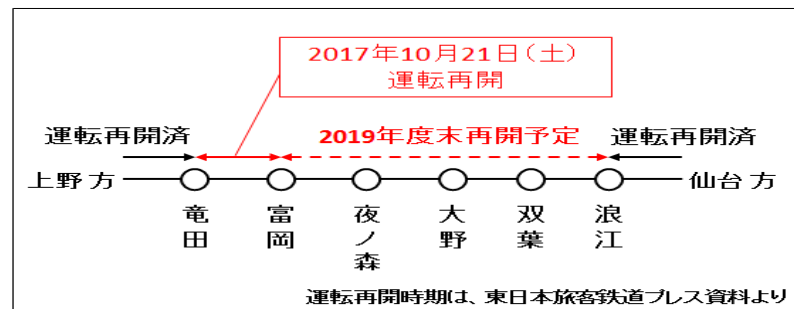 2017年10月21日(土)
運転再開
運転再開済
2019年度末再開予定
運転再開済
上野方
仙台方
竜田
富岡
夜ノ森
大野
双葉
浪江
運転再開時期は、東日本旅客鉄道プレス資料より